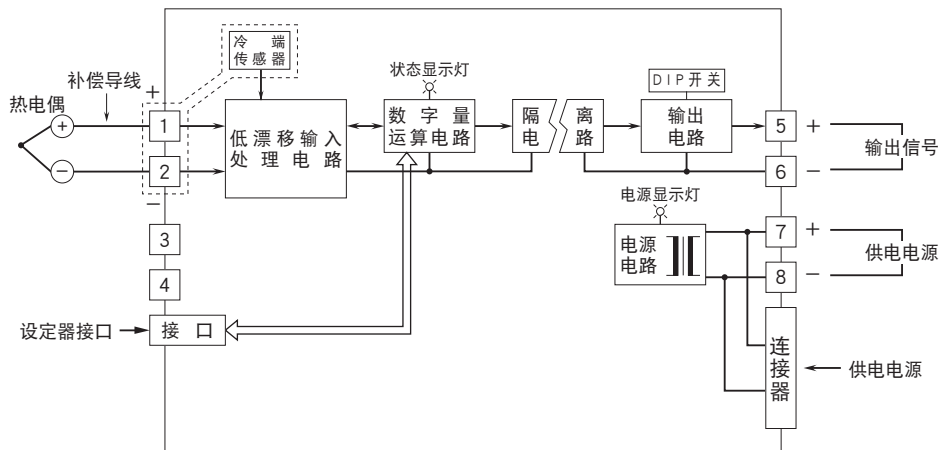 冷端
传感器
补偿导线
热电偶
+
+
1
−
2
−
3
4
低漂移输入
处理电路
状态显示灯
数字量
运算电路
隔离
电路
DIP开关
输出
电路
5
+
输出信号
6
−
电源显示灯
电源
电路
7
+
供电电源
8
−
设定器接口
接口
连接器
供电电源